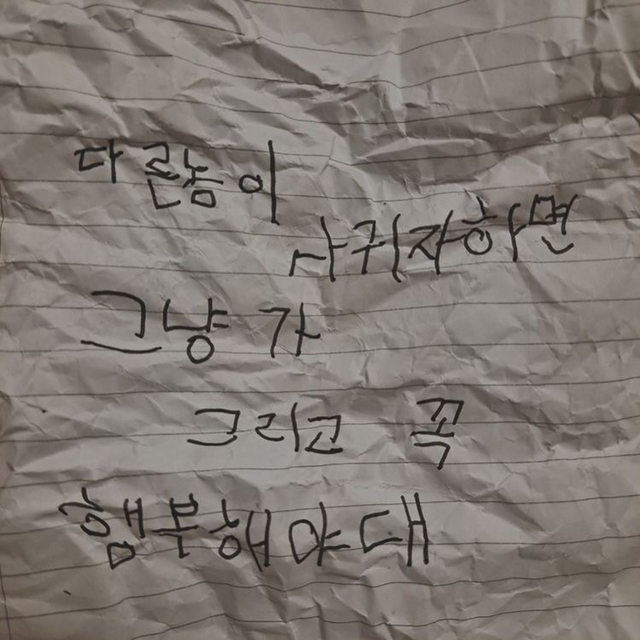 다른놈이
사귀자하면
그냥 가
그리고 꼭
행복해야대